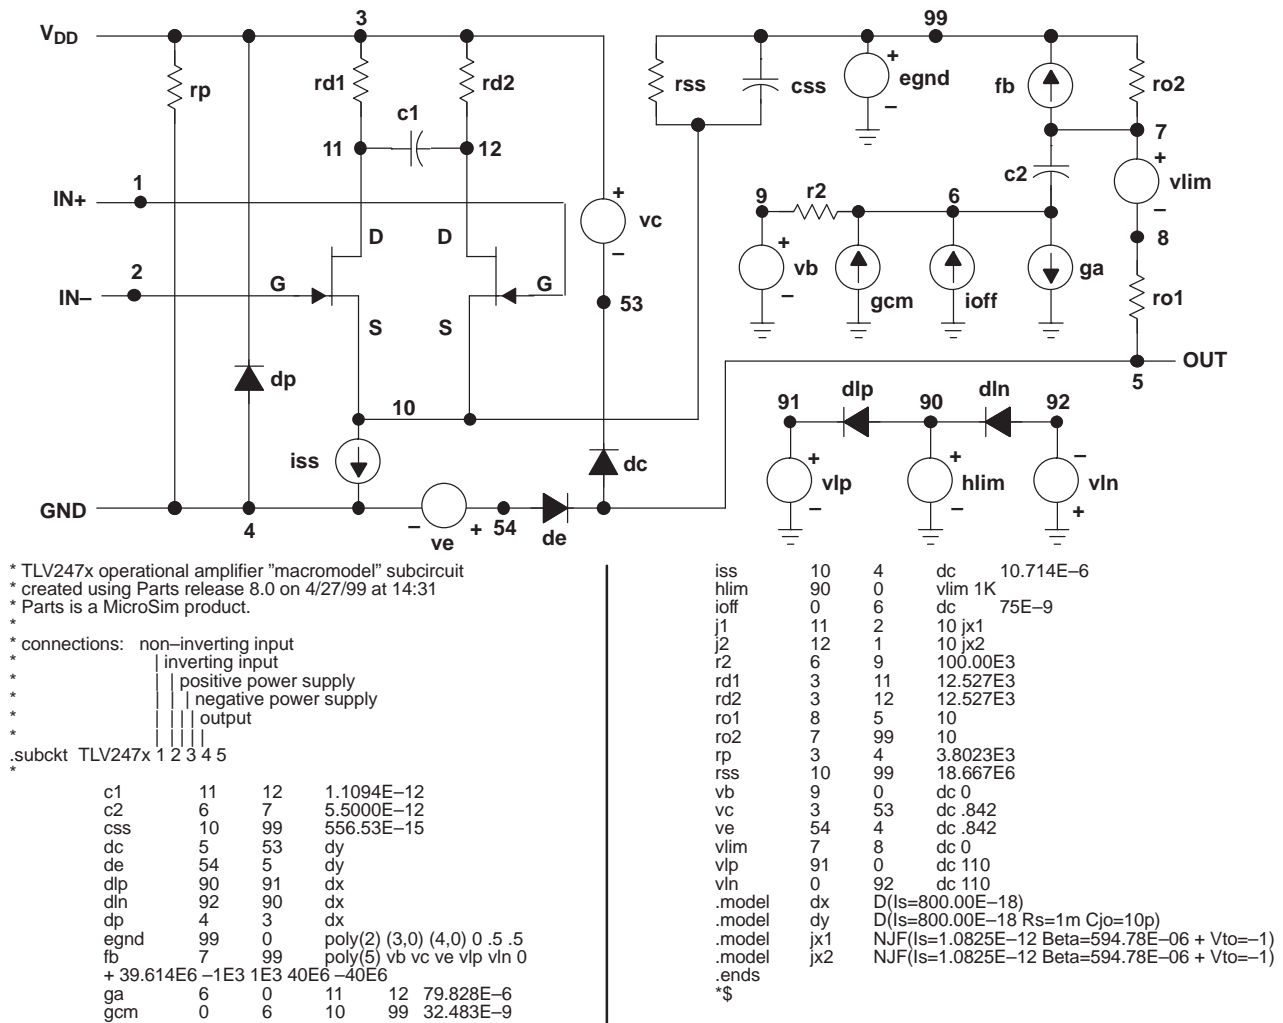 3
99
VDD
rp
rd1
rd2
c1
11
12
rss
css
+
egnd
–
fb
ro2
7
c2
+
vlim
–
8
1
IN+
2
IN–
D
D
G
G
S
S
+
vc
–
53
9
r2
6
+
vb
–
gcm
ioff
ga
ro1
OUT
5
dp
10
iss
dc
GND
4
–
ve
+
54
de
dlp
dln
91
90
92
+
vlp
–
+
hlim
–
–
vln
+
* TLV247x operational amplifier ”macromodel” subcircuit
* created using Parts release 8.0 on 4/27/99 at 14:31
* Parts is a MicroSim product.
*
* connections: non–inverting input
* | inverting input
* | | positive power supply
* | | | negative power supply
* | | | | output
* | | | | |
.subckt TLV247x 1 2 3 4 5
*
c1 11 12 1.1094E–12
c2 6 7 5.5000E–12
css 10 99 556.53E–15
dc 5 53 dy
de 54 5 dy
dlp 90 91 dx
dln 92 90 dx
dp 4 3 dx
egnd 99 0 poly(2) (3,0) (4,0) 0 .5 .5
fb 7 99 poly(5) vb vc ve vlp vln 0
+ 39.614E6 –1E3 1E3 40E6 –40E6
ga 6 0 11 12 79.828E–6
gcm 0 6 10 99 32.483E–9
iss 10 4 dc 10.714E–6
hlim 90 0 vlim 1K
ioff 0 6 dc 75E–9
j1 11 2 10 jx1
j2 12 1 10 jx2
r2 6 9 100.00E3
rd1 3 11 12.527E3
rd2 3 12 12.527E3
ro1 8 5 10
ro2 7 99 10
rp 3 4 3.8023E3
rss 10 99 18.667E6
vb 9 0 dc 0
vc 3 53 dc .842
ve 54 4 dc .842
vlim 7 8 dc 0
vlp 91 0 dc 110
vln 0 92 dc 110
.model dx D(Is=800.00E–18)
.model dy D(Is=800.00E–18 Rs=1m Cjo=10p)
.model jx1 NJF(Is=1.0825E–12 Beta=594.78E–06 + Vto=–1)
.model jx2 NJF(Is=1.0825E–12 Beta=594.78E–06 + Vto=–1)
.ends
*$